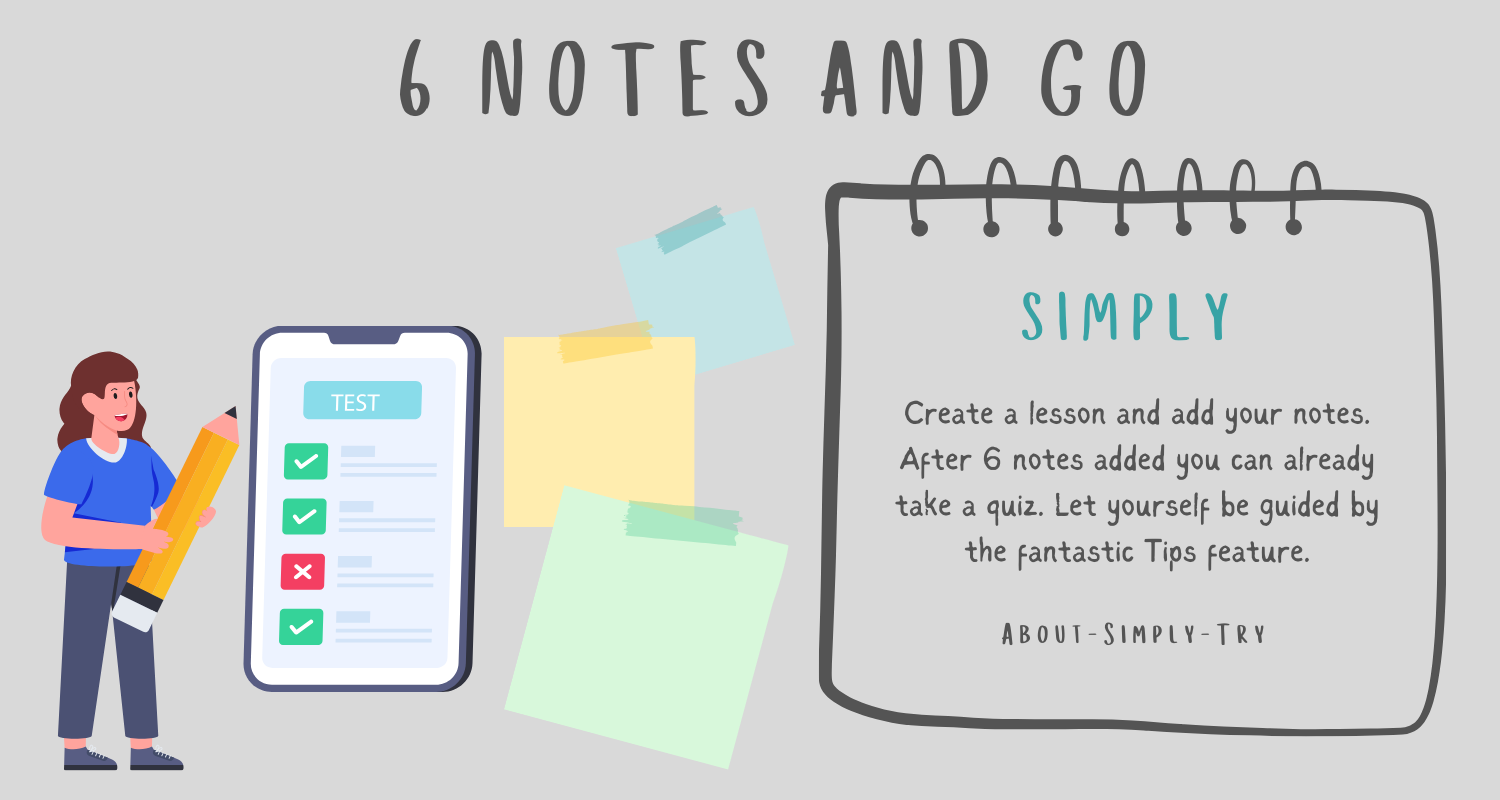 6 NOTES AND GO
TEST
SIMPLY
Create a lesson and add your notes.
After 6 notes added you can already
take a quiz. Let yourself be guided by
the fantastic Tips feature.
About-Simply-Try